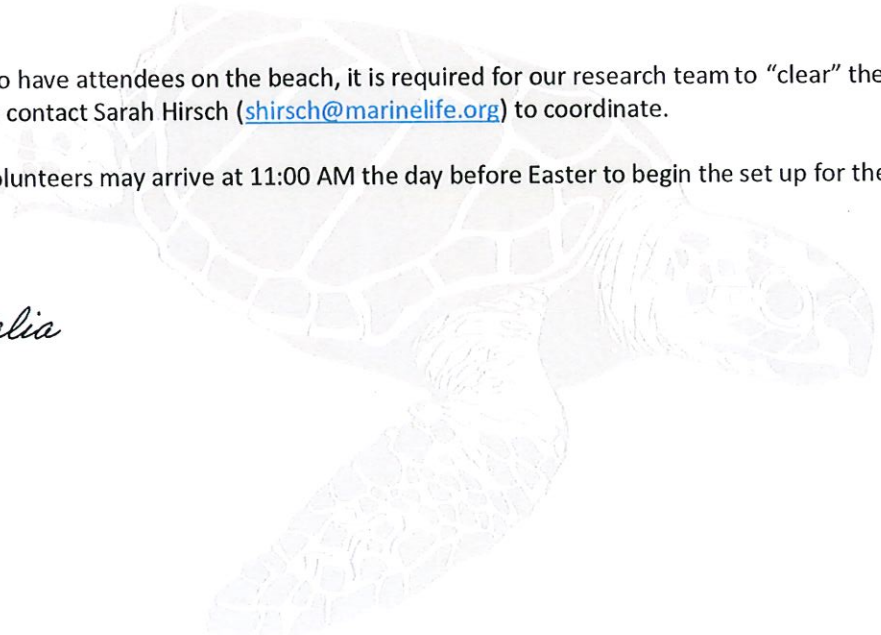 have attendees on the beach, it is required for our research team to “clear” the
contact Sarah Hirsch (shirsch@marinelife.org) to coordinate.
may arrive at 11:00 AM the day before Easter to begin the set up for the